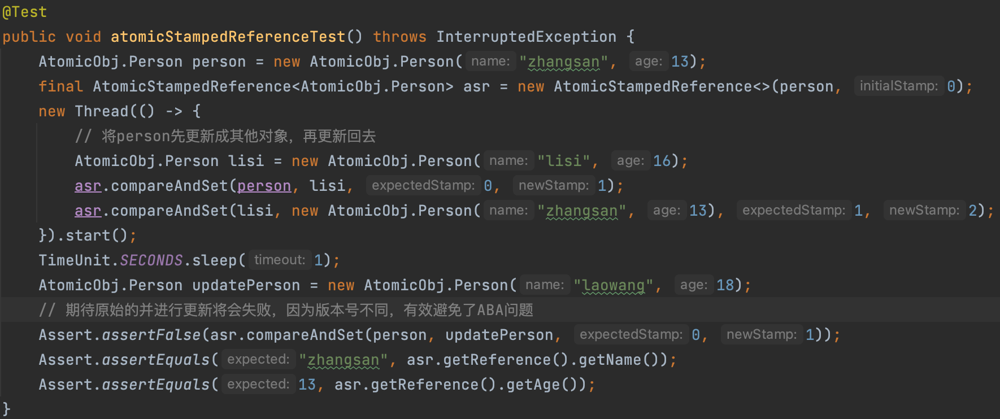 @Test
public void atomicStampedReferenceTest() throws InterruptedException {
    AtomicObj.Person person = new AtomicObj.Person( name: "zhangsan",  age: 13);
    final AtomicStampedReference<AtomicObj.Person> asr = new AtomicStampedReference<>(person,  initialStamp: 0);
    new Thread(() -> {
        // 将person先更新成其他对象，再更新回去
        AtomicObj.Person lisi = new AtomicObj.Person( name: "lisi",  age: 16);
        asr.compareAndSet(person, lisi,  expectedStamp: 0,  newStamp: 1);
        asr.compareAndSet(lisi, new AtomicObj.Person( name: "zhangsan",  age: 13),  expectedStamp: 1,  newStamp: 2);
    }).start();
    TimeUnit.SECONDS.sleep( timeout: 1);
    AtomicObj.Person updatePerson = new AtomicObj.Person( name: "laowang",  age: 18);
    // 期待原始的并进行更新将会失败，因为版本号不同，有效避免了ABA问题
    Assert.assertFalse(asr.compareAndSet(person, updatePerson,  expectedStamp: 0,  newStamp: 1));
    Assert.assertEquals( expected: "zhangsan", asr.getReference().getName());
    Assert.assertEquals( expected: 13, asr.getReference().getAge());
}